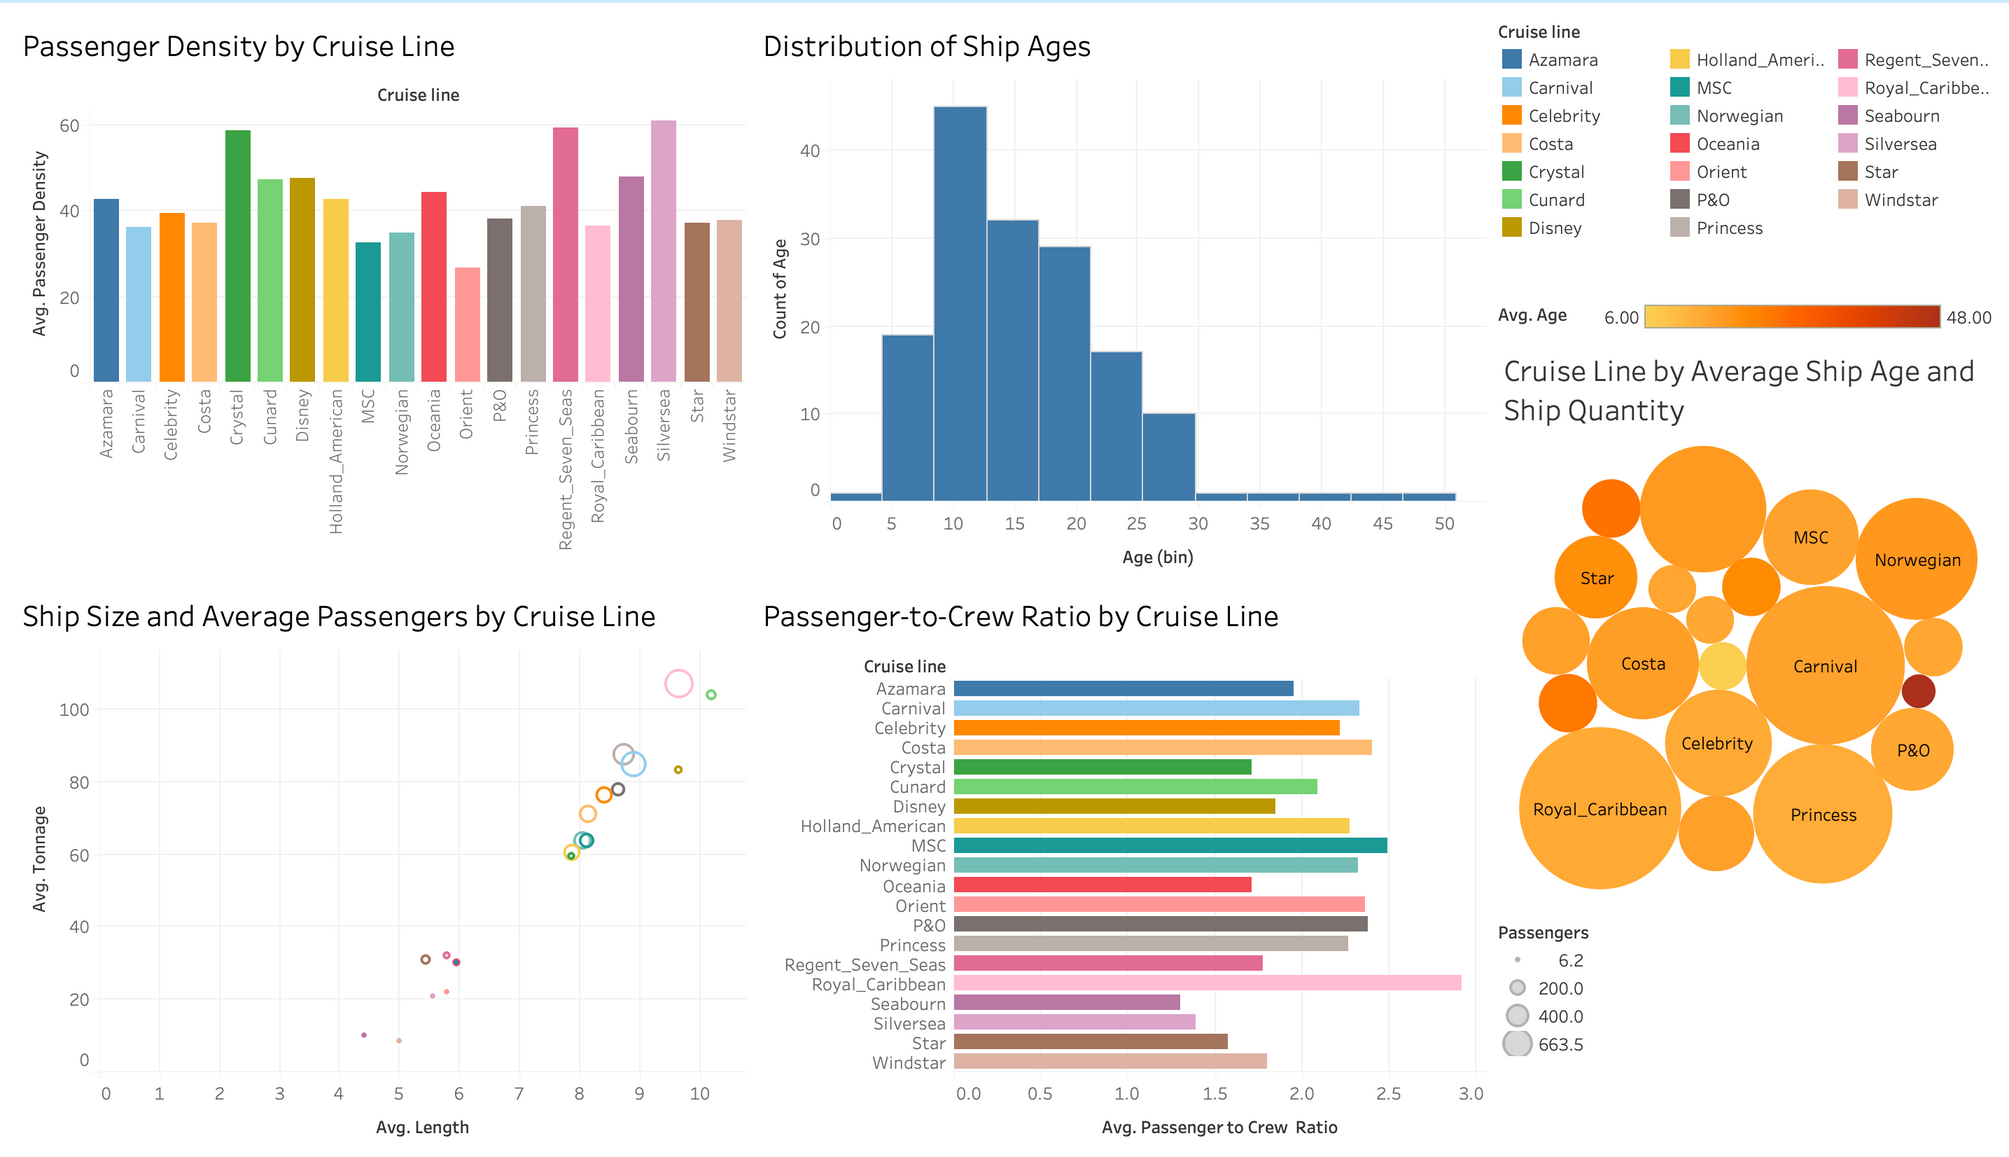 Passenger Density by Cruise Line
Cruise line
Avg. Passenger Density
60
40
20
0
Azamara
Carnival
Celebrity
Costa
Crystal
Cunard
Disney
Holland_American
MSC
Norwegian
Oceania
Orient
P&O
Princess
Regent_Seven_Seas
Royal_Caribbean
Seabourn
Silversea
Star
Windstar
Distribution of Ship Ages
Count of Age
40
30
20
10
0
0 5 10 15 20 25 30 35 40 45 50
Age (bin)
Cruise line
Azamara
Carnival
Celebrity
Costa
Crystal
Cunard
Disney
Holland_Ameri..
MSC
Norwegian
Oceania
Orient
P&O
Princess
Regent_Seven..
Royal_Caribbe..
Seabourn
Silversea
Star
Windstar
Avg. Age 6.00 48.00
Cruise Line by Average Ship Age and
Ship Quantity
MSC
Norwegian
Star
Costa
Carnival
Celebrity
P&O
Royal_Caribbean
Princess
Passengers
6.2
200.0
400.0
663.5
Ship Size and Average Passengers by Cruise Line
Avg. Tonnage
100
80
60
40
20
0
0 1 2 3 4 5 6 7 8 9 10
Avg. Length
Passenger-to-Crew Ratio by Cruise Line
Cruise line
Azamara
Carnival
Celebrity
Costa
Crystal
Cunard
Disney
Holland_American
MSC
Norwegian
Oceania
Orient
P&O
Princess
Regent_Seven_Seas
Royal_Caribbean
Seabourn
Silversea
Star
Windstar
0.0 0.5 1.0 1.5 2.0 2.5 3.0
Avg. Passenger to Crew Ratio